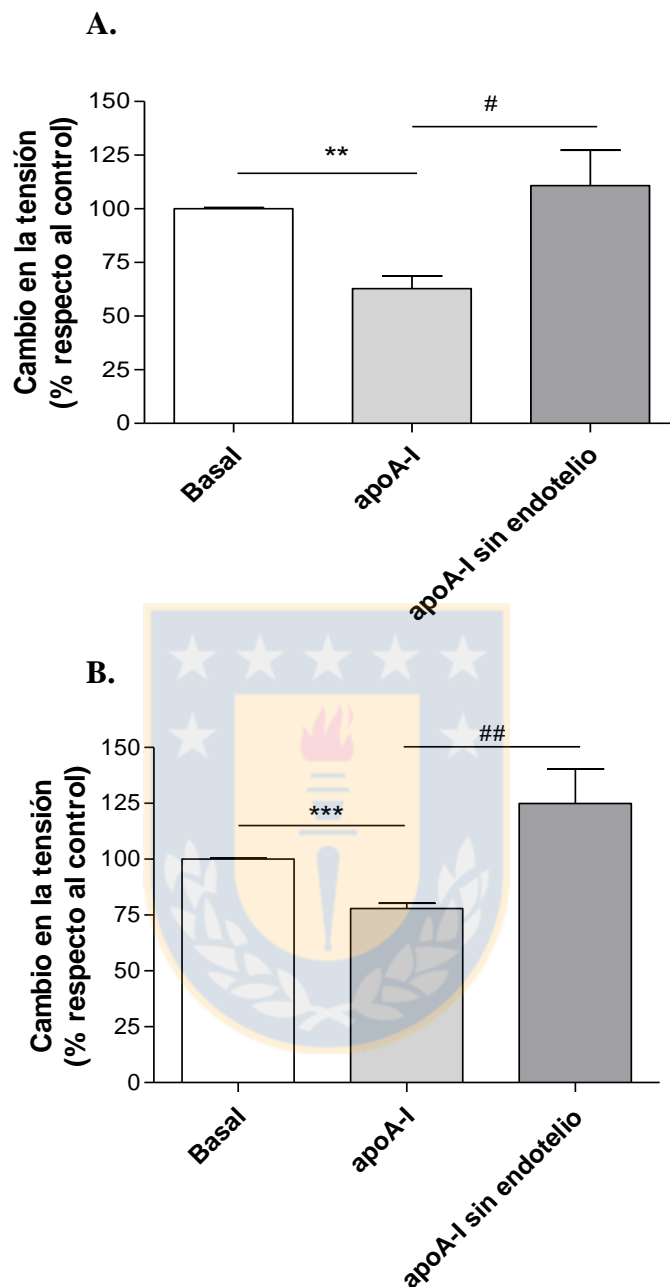 A.
Cambio en la tensión
(% respecto al control)
150
125
100
75
50
25
0
**
#
Basal
apoA-I
apoA-I sin endotelio
B.
Cambio en la tensión
(% respecto al control)
150
125
100
75
50
25
0
***
##
Basal
apoA-I
apoA-I sin endotelio